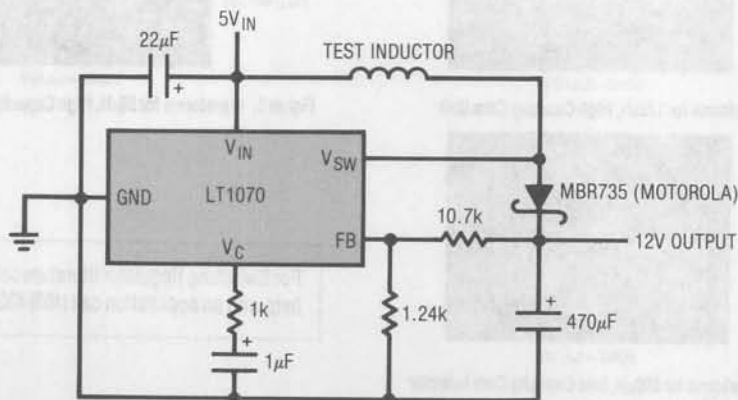 5V_IN
22µF
+
TEST INDUCTOR
V_IN
V_SW
GND
LT1070
MBR735 (MOTOROLA)
10.7k
V_C
FB
12V OUTPUT
1k
1.24k
+
470µF
+
1µF